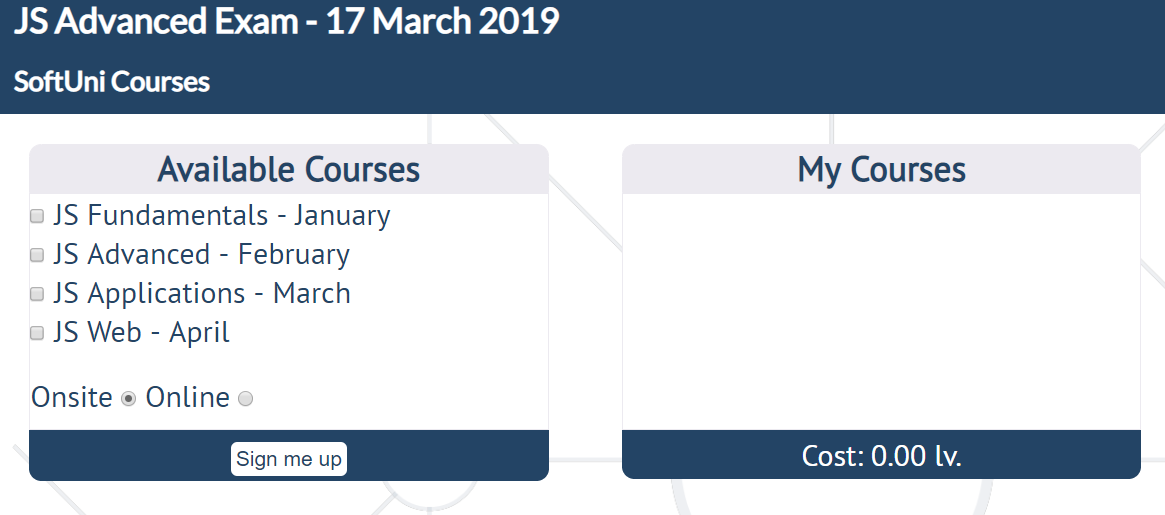 JS Advanced Exam - 17 March 2019
SoftUni Courses
Available Courses
JS Fundamentals - January
JS Advanced - February
JS Applications - March
JS Web - April
Onsite Online
Sign me up
My Courses
Cost: 0.00 lv.